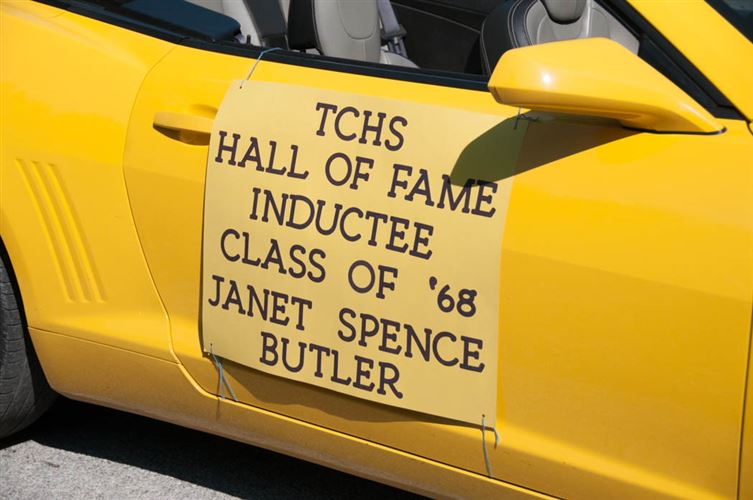 TCHS
HALL OF FAME
INDUCTEE
CLASS OF '68
JANET SPENCE
BUTLER